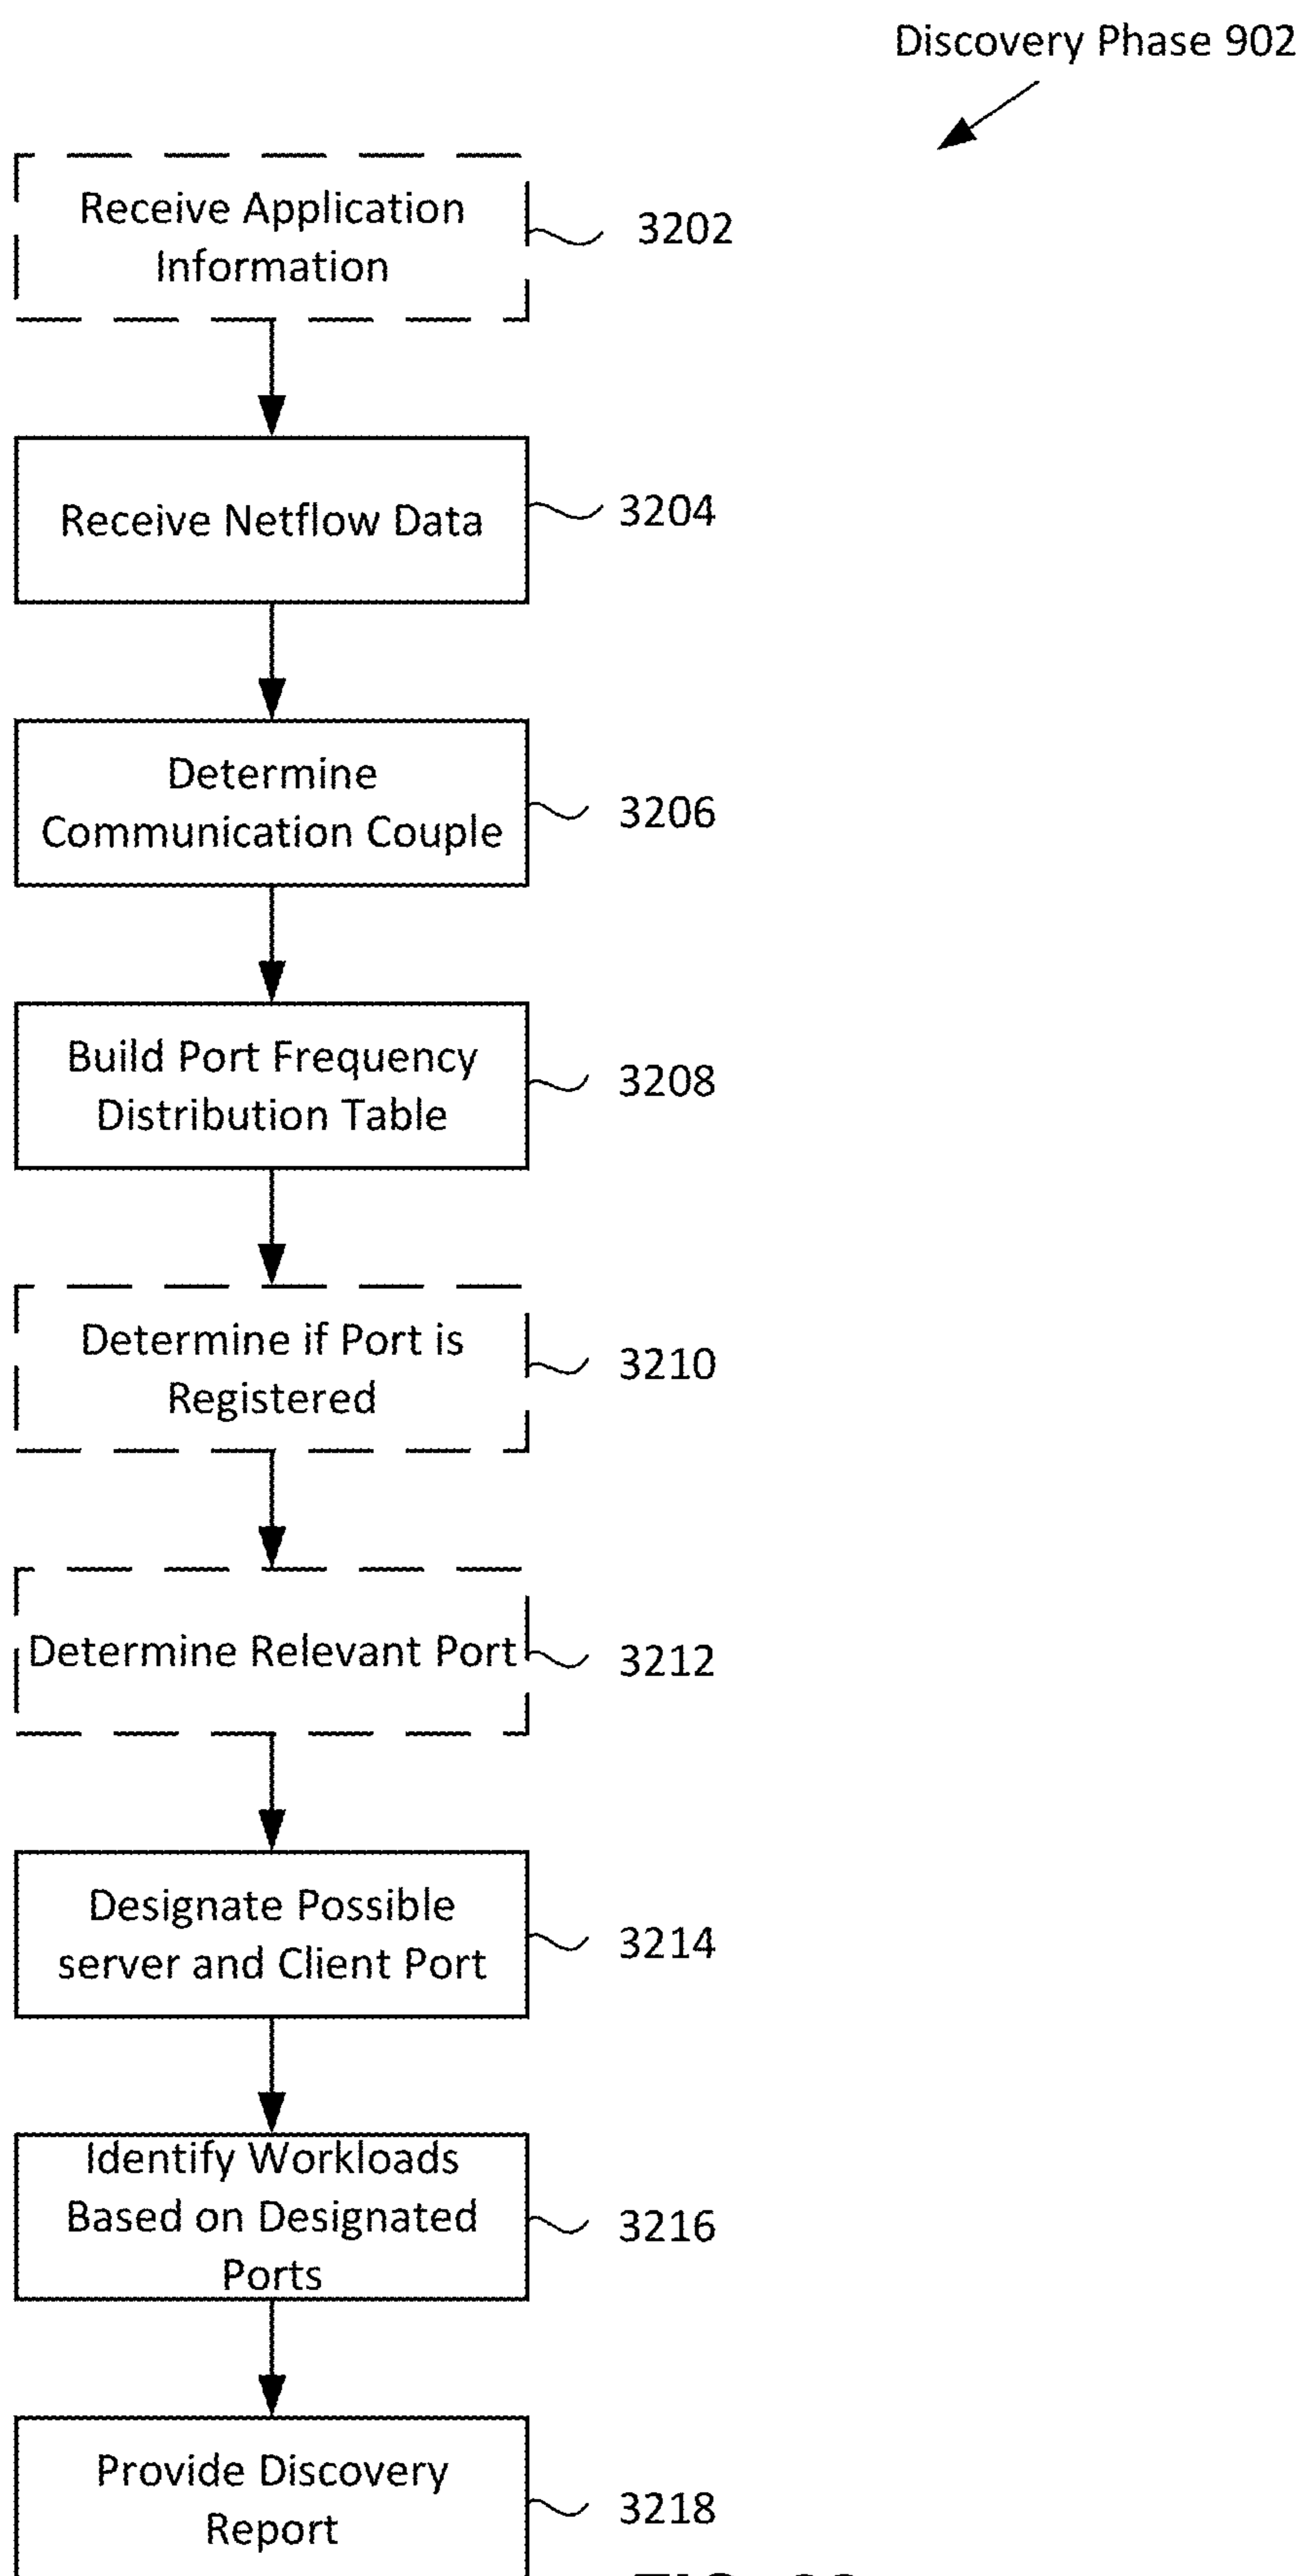 Discovery Phase 902
Receive Application
Information
3202
Receive Netflow Data
3204
Determine
Communication Couple
3206
Build Port Frequency
Distribution Table
3208
Determine if Port is
Registered
3210
Determine Relevant Port
3212
Designate Possible
server and Client Port
3214
Identify Workloads
Based on Designated
Ports
3216
Provide Discovery
Report
3218